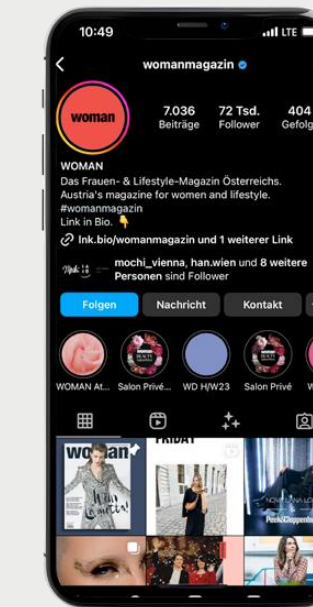 10:49
LTE
womanmagazin
woman
7.036 72 Tsd. 404
Beiträge Follower Gefolg
WOMAN
Das Frauen- & Lifestyle-Magazin Österreichs.
Austria's magazine for women and lifestyle.
#womanmagazin
Link in Bio. 👇
lnk.bio/womanmagazin und 1 weiterer Link
mochi_vienna, han.wien und 8 weitere
Personen sind Follower
Folgen Nachricht Kontakt
WOMAN At... Salon Privé... WD H/W23 Salon Privé W
woman
FRIDAY
Peek&Cloppenbu